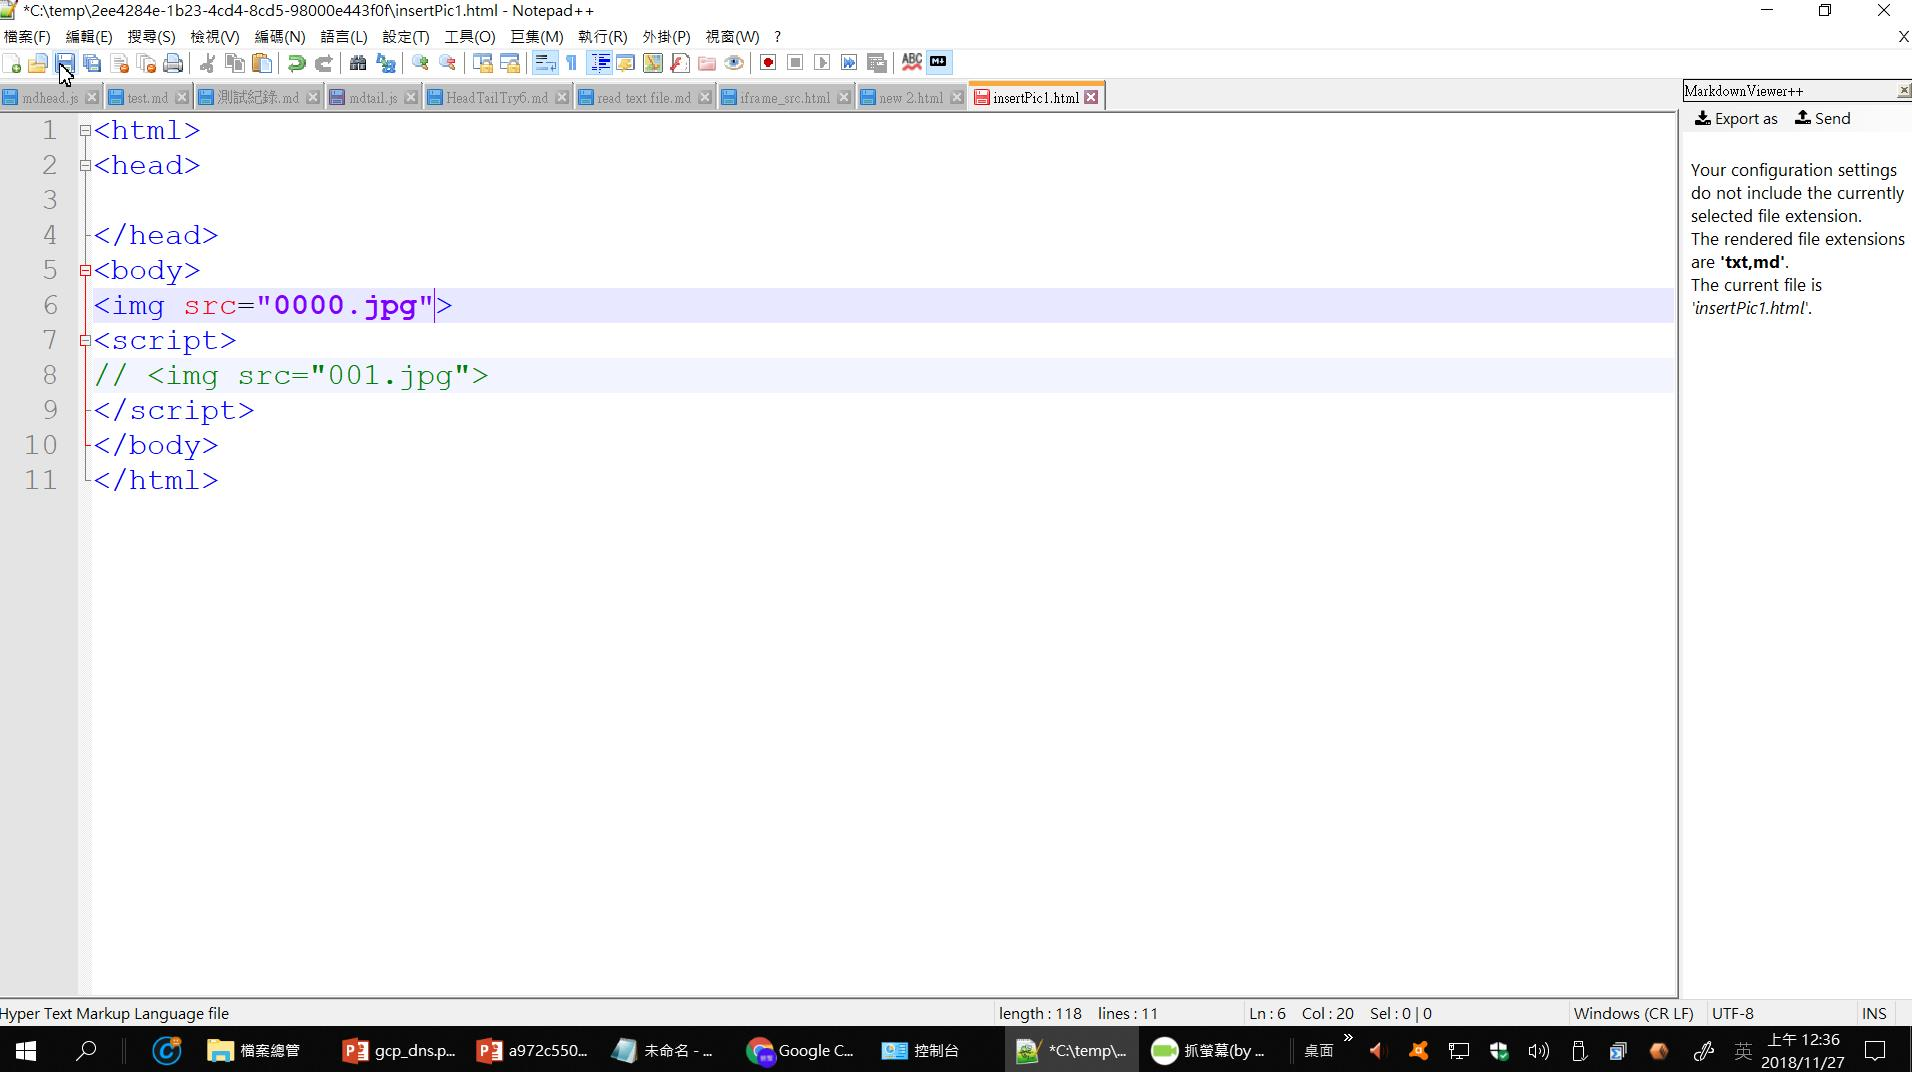 *C:\temp\2ee4284e-1b23-4cd4-8cd5-98000e443f0f\insertPic1.html - Notepad++
檔案(F) 編輯(E) 搜尋(S) 檢視(V) 編碼(N) 語言(L) 設定(T) 工具(O) 巨集(M) 執行(R) 外掛(P) 視窗(W) ? X
ABC
mdhead.js test.md 測試紀錄.md mdtail.js HeadTailTry6.md read text file.md iframe_src.html new 2.html insertPic1.html
1 <html>
2 <head>
3
4 </head>
5 <body>
6 <img src="0000.jpg">
7 <script>
8 // <img src="001.jpg">
9 </script>
10 </body>
11 </html>
MarkdownViewer++
Export as Send
Your configuration settings
do not include the currently
selected file extension.
The rendered file extensions
are 'txt,md'.
The current file is
'insertPic1.html'.
Hyper Text Markup Language file length : 118 lines : 11 Ln : 6 Col : 20 Sel : 0 | 0 Windows (CR LF) UTF-8 INS
檔案總管 gcp_dns.p... a972c550... 未命名 - ... Google C... 控制台 *C:\temp\... 抓螢幕(by ... 桌面 » 英 上午 12:36
2018/11/27